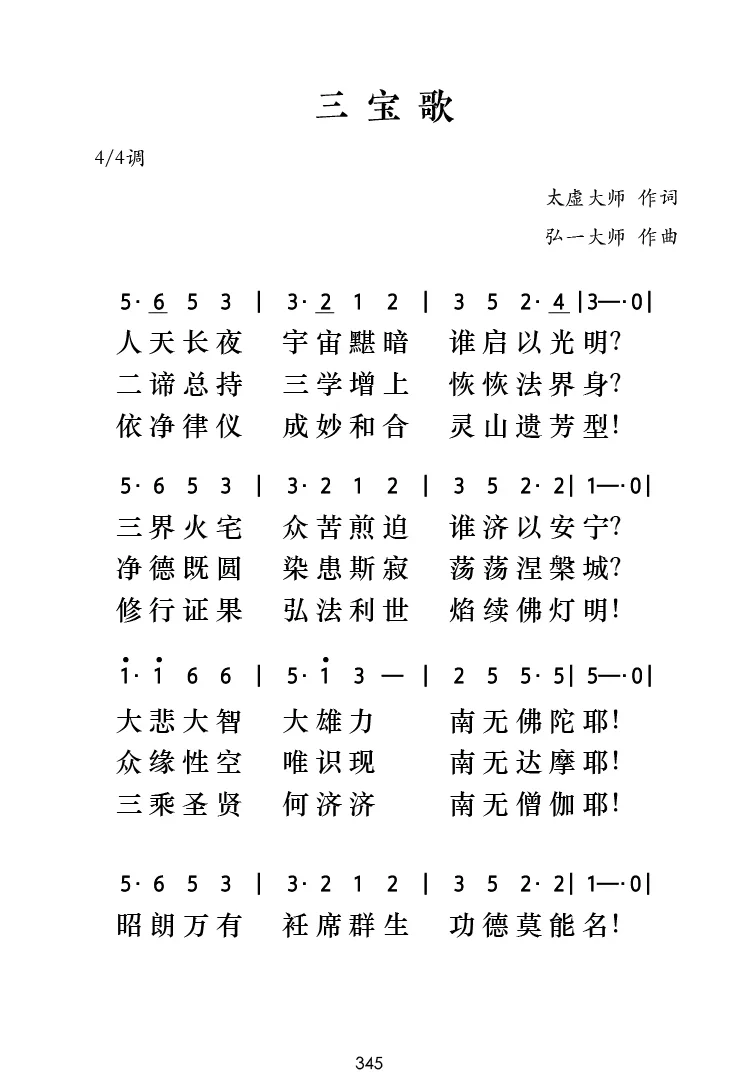 三宝歌
4/4调
太虚大师 作词
弘一大师 作曲
5· 6 5 3 | 3· 2 1 2 | 3 5 2· 4 |3—·0|
人天长夜 宇宙黮暗 谁启以光明?
二谛总持 三学增上 恢恢法界身?
依净律仪 成妙和合 灵山遗芳型!
5· 6 5 3 | 3· 2 1 2 | 3 5 2· 2| 1—·0|
三界火宅 众苦煎迫 谁济以安宁?
净德既圆 染患斯寂 荡荡涅槃城?
修行证果 弘法利世 焰续佛灯明!
1̇· 1̇ 6 6 | 5· 1̇ 3 — | 2 5 5· 5| 5—·0|
大悲大智 大雄力 南无佛陀耶!
众缘性空 唯识现 南无达摩耶!
三乘圣贤 何济济 南无僧伽耶!
5· 6 5 3 | 3· 2 1 2 | 3 5 2· 2| 1—·0|
昭朗万有 衽席群生 功德莫能名!
345